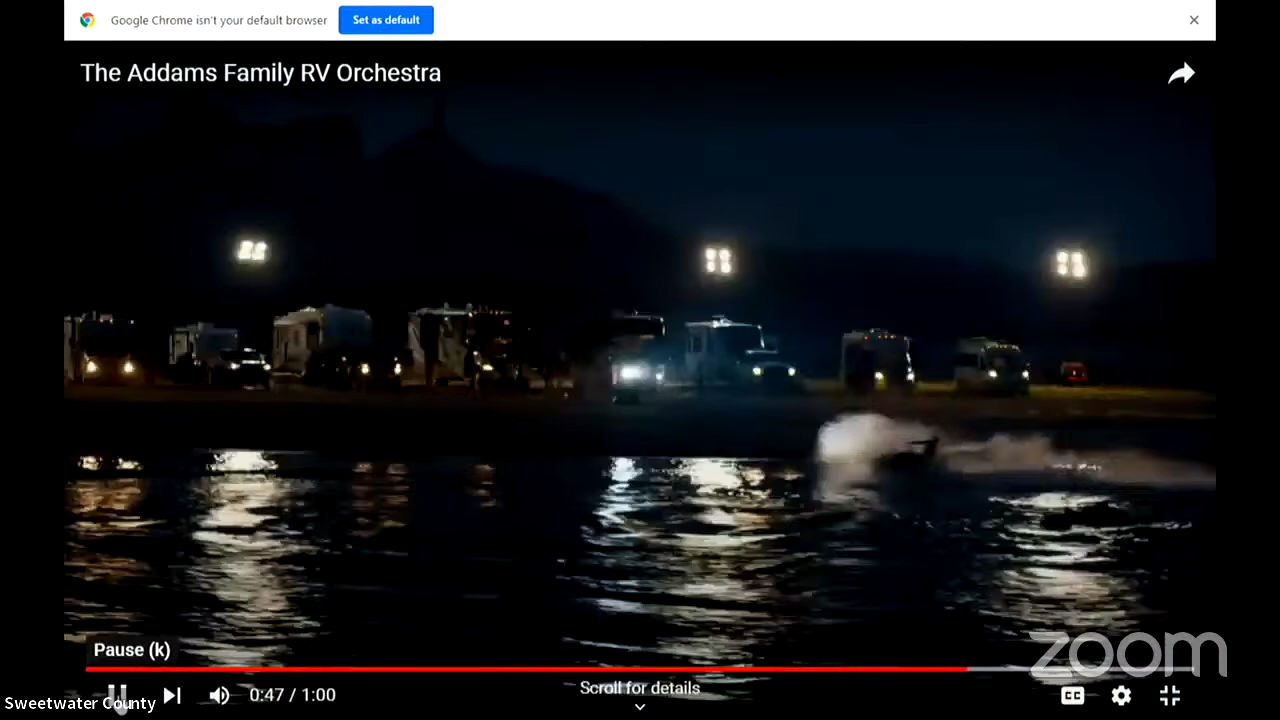 Google Chrome isn't your default browser
Set as default
The Addams Family RV Orchestra
Pause (k)
0:47 / 1:00
Scroll for details
CC
zoom
Sweetwater County